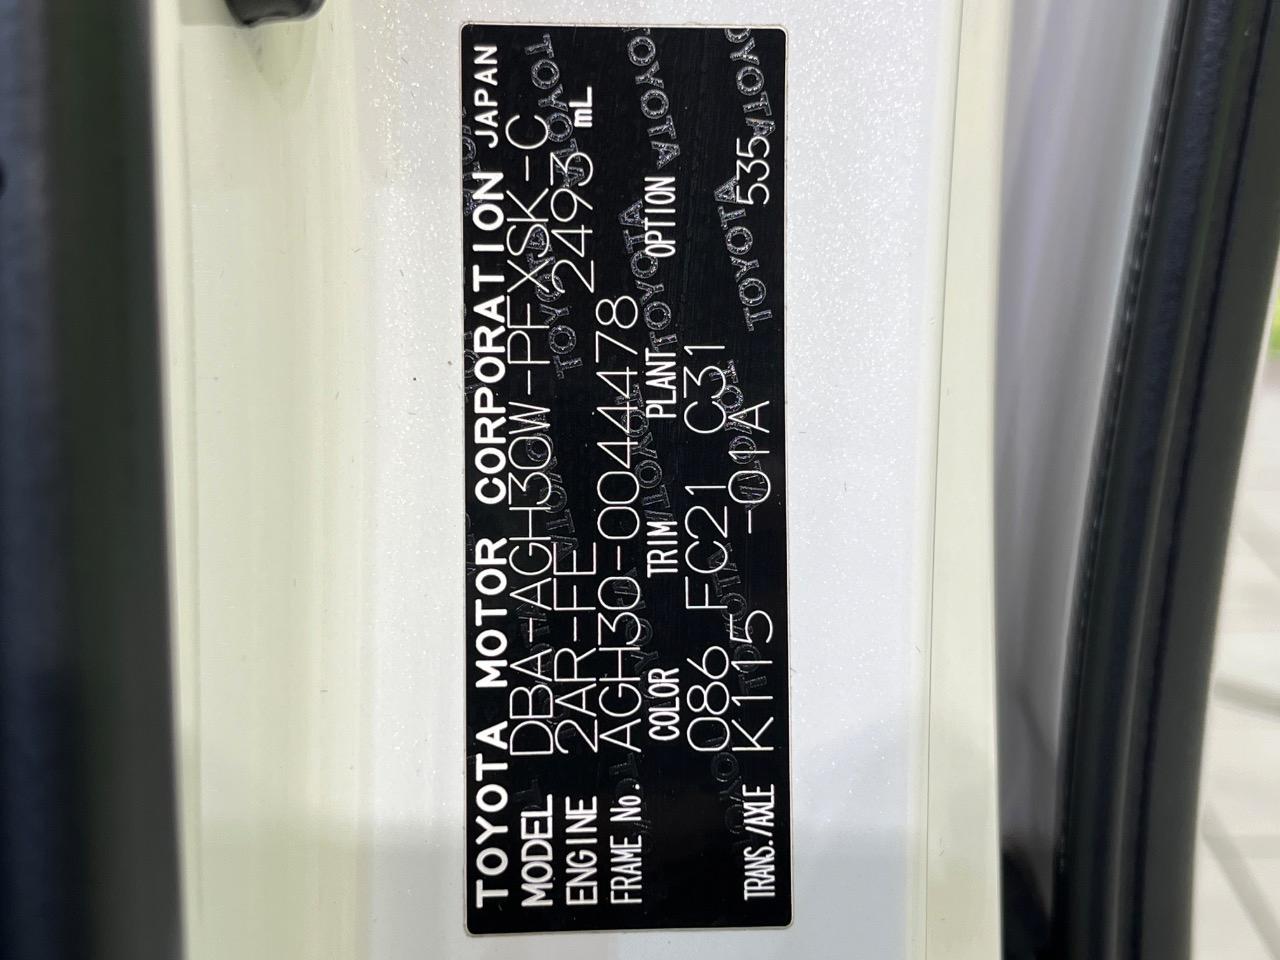 TOYOTA MOTOR CORPORATION JAPAN
MODEL DBA-AGH30W-PFXSK-C
ENGINE 2AR-FE 2493 mL
FRAME No. AGH30-0044478
COLOR TRIM PLANT OPTION
086 FC21 C31
TRANS./AXLE K115 -01A 535